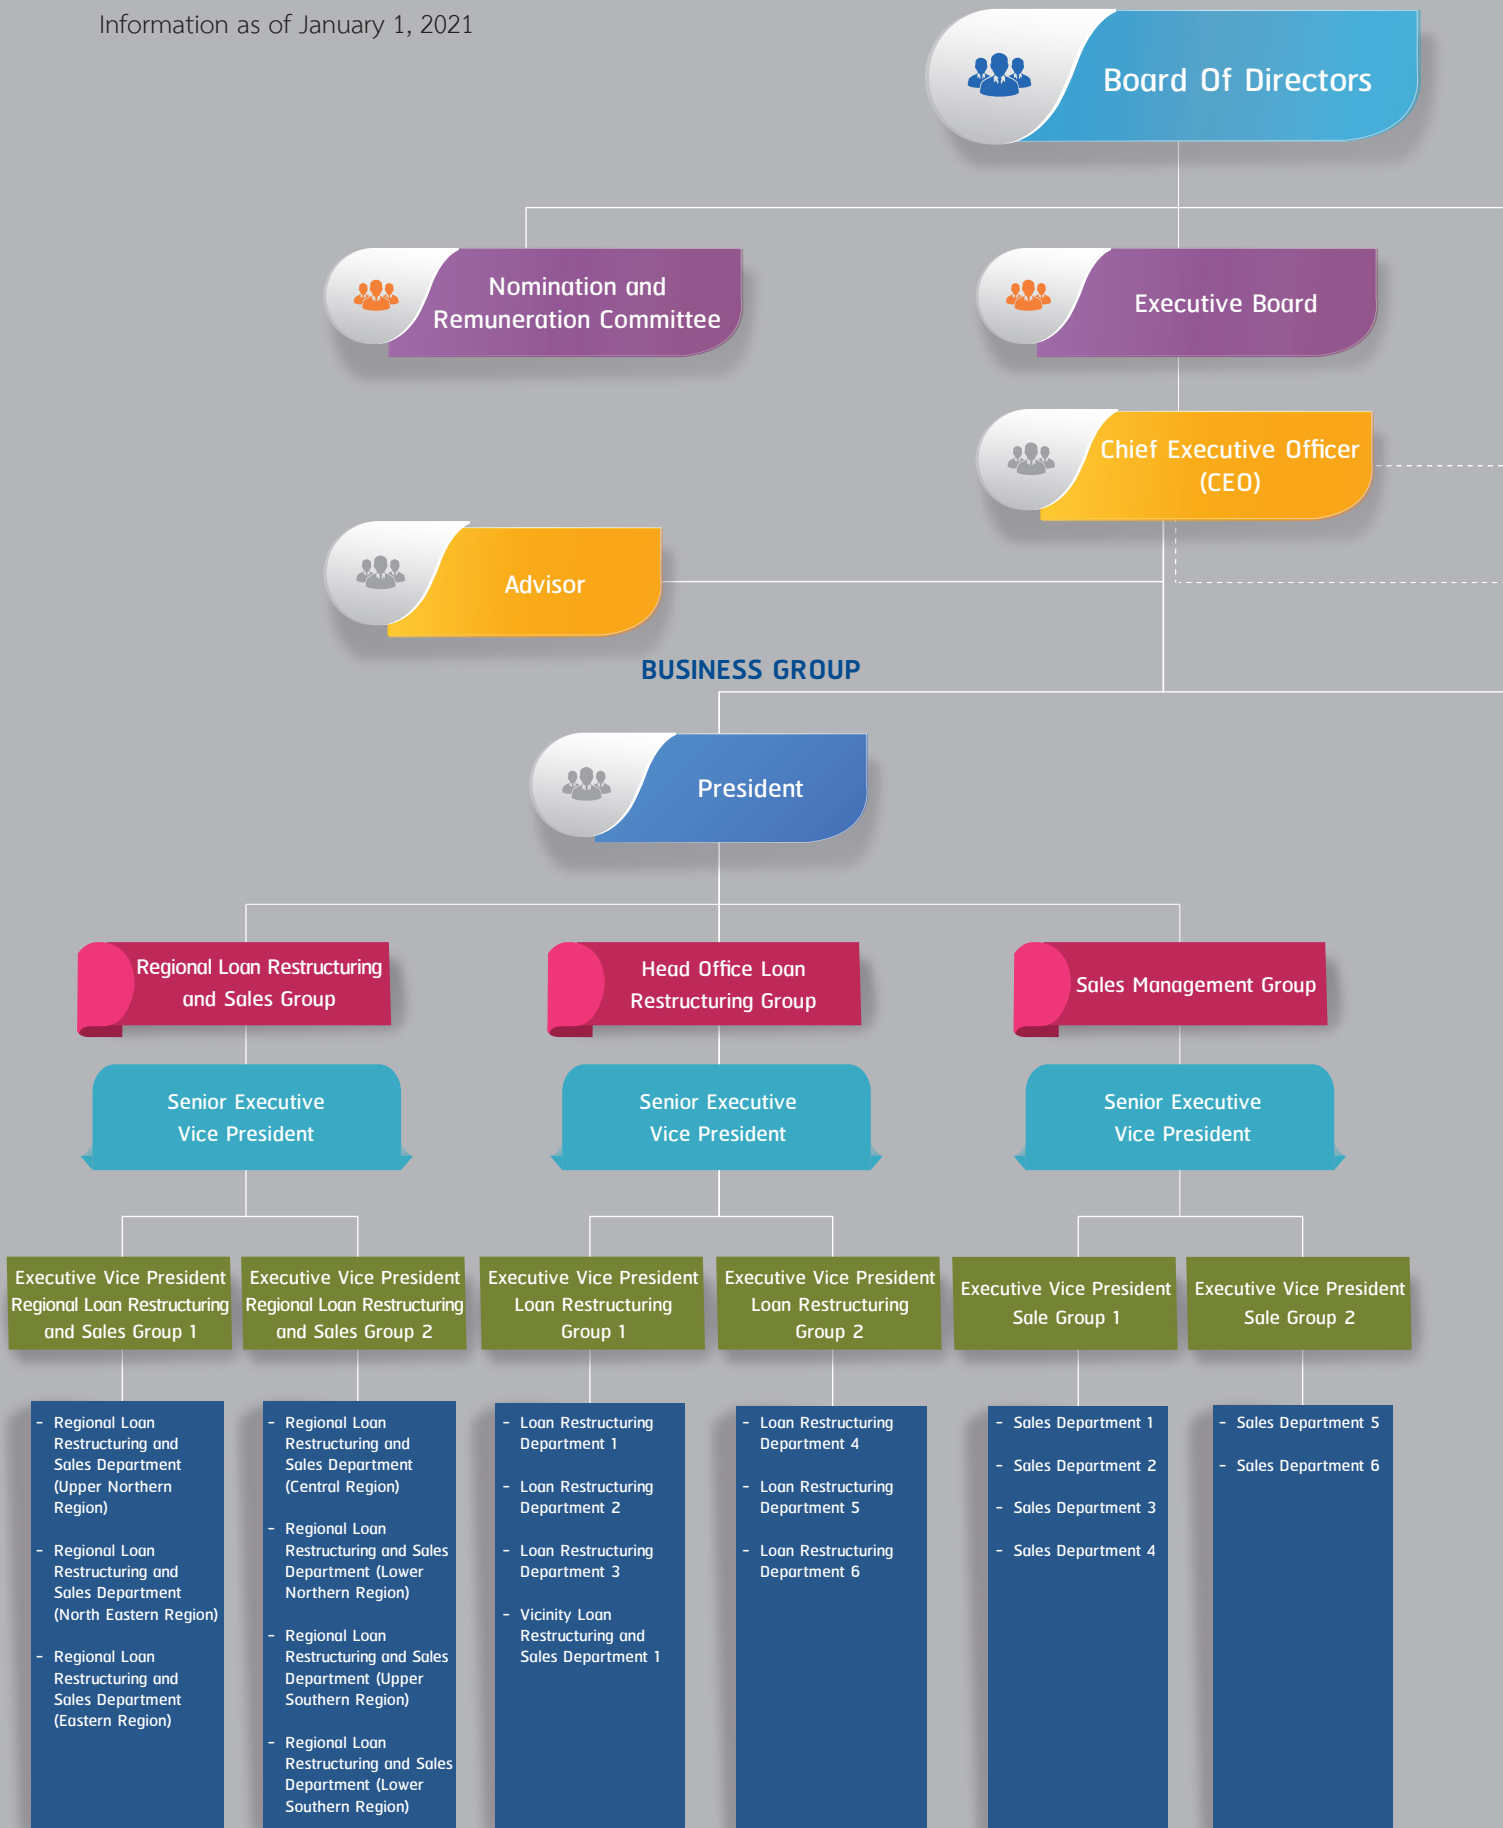 Information as of January 1, 2021
Board Of Directors
Nomination and
Remuneration Committee
Executive Board
Chief Executive Officer
(CEO)
Advisor
BUSINESS GROUP
President
Regional Loan Restructuring
and Sales Group
Head Office Loan
Restructuring Group
Sales Management Group
Senior Executive
Vice President
Senior Executive
Vice President
Senior Executive
Vice President
Executive Vice President
Regional Loan Restructuring
and Sales Group 1
Executive Vice President
Regional Loan Restructuring
and Sales Group 2
Executive Vice President
Loan Restructuring
Group 1
Executive Vice President
Loan Restructuring
Group 2
Executive Vice President
Sale Group 1
Executive Vice President
Sale Group 2
- Regional Loan
Restructuring and
Sales Department
(Upper Northern
Region)
- Regional Loan
Restructuring and
Sales Department
(North Eastern Region)
- Regional Loan
Restructuring and
Sales Department
(Eastern Region)
- Regional Loan
Restructuring and
Sales Department
(Central Region)
- Regional Loan
Restructuring and Sales
Department (Lower
Northern Region)
- Regional Loan
Restructuring and Sales
Department (Upper
Southern Region)
- Regional Loan
Restructuring and Sales
Department (Lower
Southern Region)
- Loan Restructuring
Department 1
- Loan Restructuring
Department 2
- Loan Restructuring
Department 3
- Vicinity Loan
Restructuring and
Sales Department 1
- Loan Restructuring
Department 4
- Loan Restructuring
Department 5
- Loan Restructuring
Department 6
- Sales Department 1
- Sales Department 2
- Sales Department 3
- Sales Department 4
- Sales Department 5
- Sales Department 6